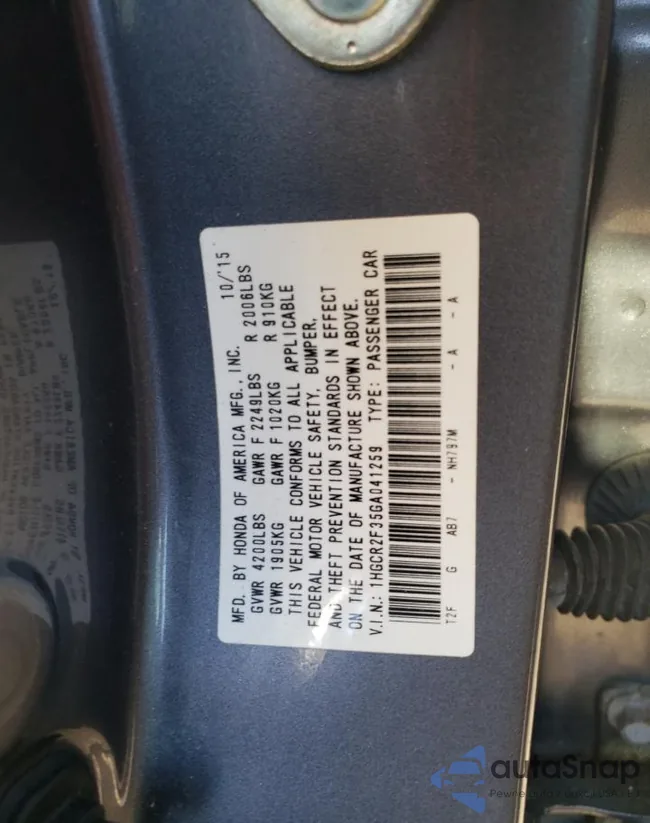 MFD. BY HONDA OF AMERICA MFG., INC. 10/'15
GVWR 4200LBS GAWR F 2249LBS R 2006LBS
GVWR 1905KG GAWR F 1020KG R 910KG
THIS VEHICLE CONFORMS TO ALL APPLICABLE
FEDERAL MOTOR VEHICLE SAFETY, BUMPER,
AND THEFT PREVENTION STANDARDS IN EFFECT
ON THE DATE OF MANUFACTURE SHOWN ABOVE.
V.I.N.: 1HGCR2F35GA041259 TYPE: PASSENGER CAR
T2F G AB7 - NH797M - A - A
autoSnap